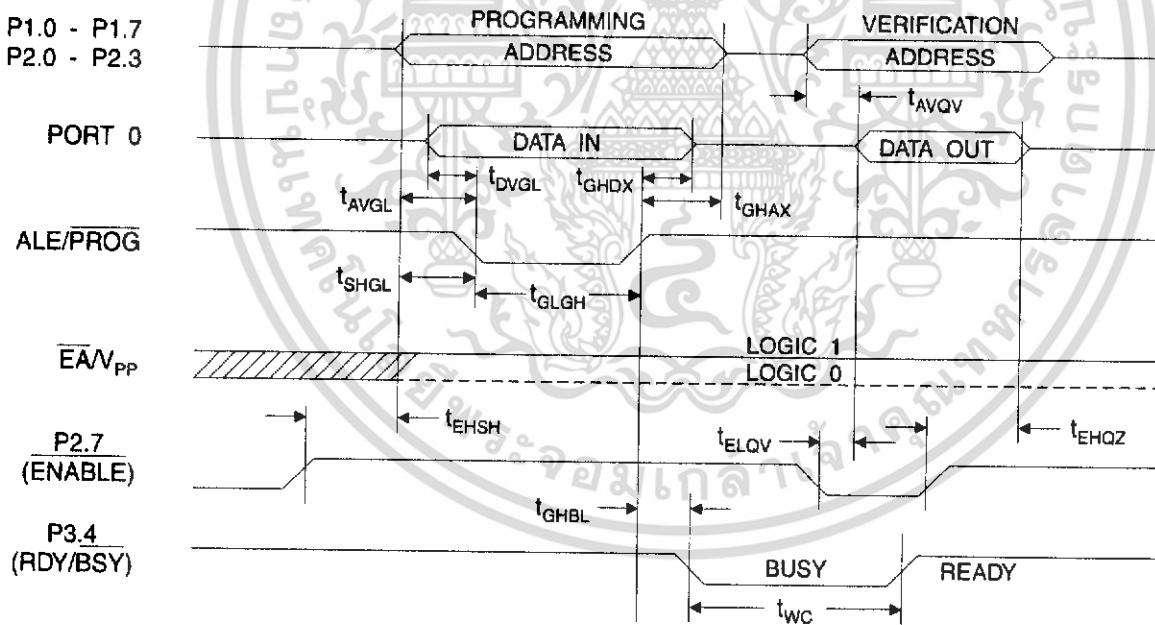 PROGRAMMING
VERIFICATION
P1.0 - P1.7
P2.0 - P2.3
ADDRESS
ADDRESS
tAVQV
PORT 0
DATA IN
DATA OUT
tDVGL
tGHDX
tAVGL
tGHAX
ALE/PROG
tSHGL
tGLGH
EA/VPP
LOGIC 1
LOGIC 0
tEHSH
tELQV
tEHQZ
P2.7
(ENABLE)
tGHBL
P3.4
(RDY/BSY)
BUSY
READY
tWC